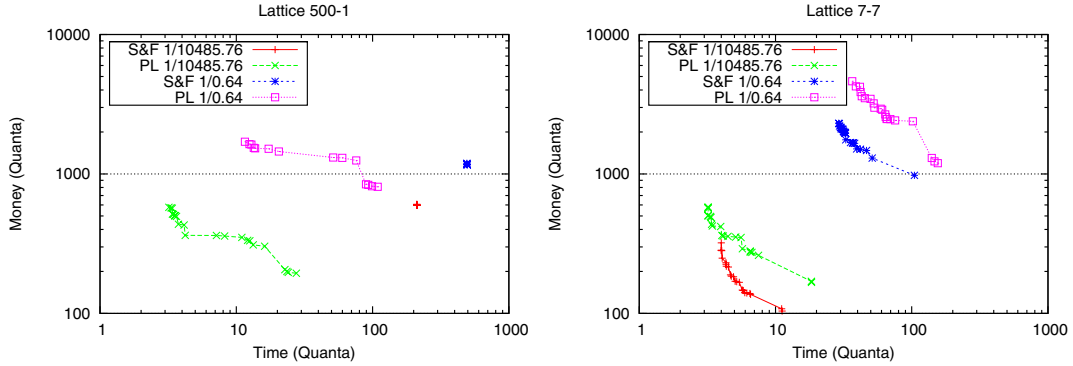 Lattice 500-1
10000
1000
100
Money (Quanta)
S&F 1/10485.76
PL 1/10485.76
S&F 1/0.64
PL 1/0.64
1
10
100
1000
Time (Quanta)
Lattice 7-7
10000
1000
100
Money (Quanta)
S&F 1/10485.76
PL 1/10485.76
S&F 1/0.64
PL 1/0.64
1
10
100
1000
Time (Quanta)